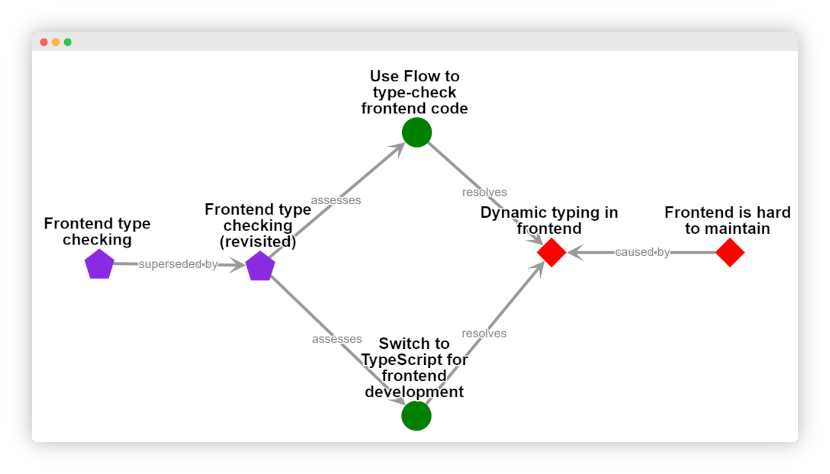 Use Flow to
type-check
frontend code
assesses
resolves
Frontend type
checking
Frontend type
checking
(revisited)
Dynamic typing in
frontend
Frontend is hard
to maintain
superseded by
caused by
assesses
resolves
Switch to
TypeScript for
frontend
development